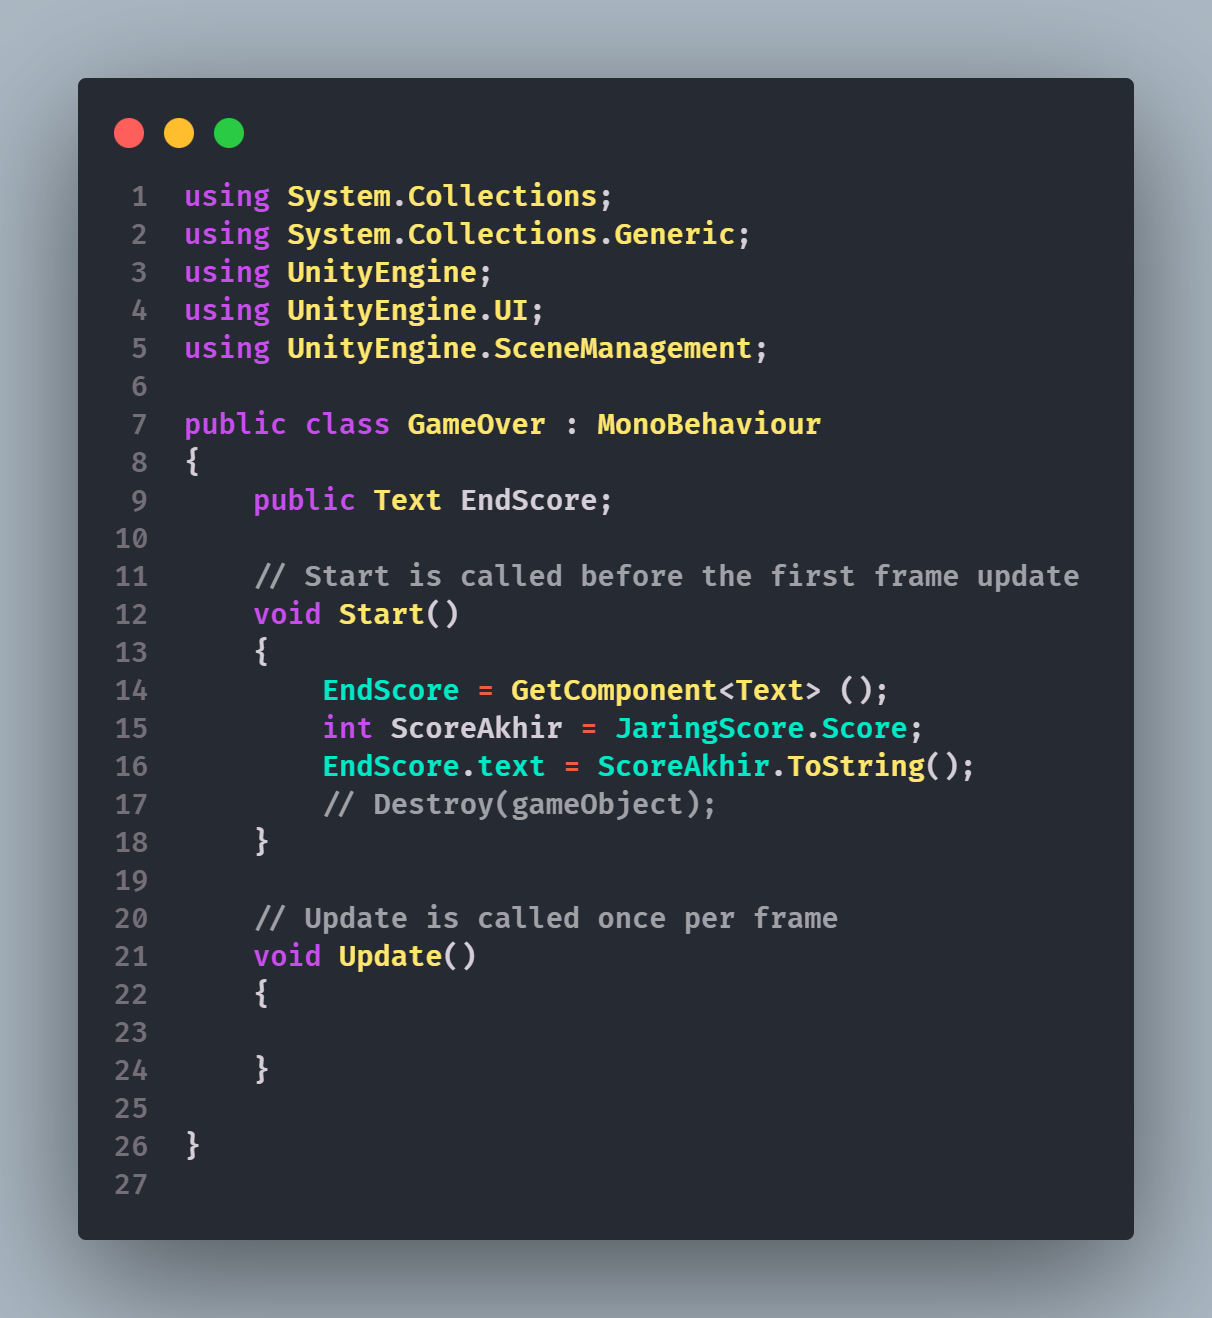 1 using System.Collections;
2 using System.Collections.Generic;
3 using UnityEngine;
4 using UnityEngine.UI;
5 using UnityEngine.SceneManagement;
6
7 public class GameOver : MonoBehaviour
8 {
9     public Text EndScore;
10
11     // Start is called before the first frame update
12     void Start()
13     {
14         EndScore = GetComponent<Text> ();
15         int ScoreAkhir = JaringScore.Score;
16         EndScore.text = ScoreAkhir.ToString();
17         // Destroy(gameObject);
18     }
19
20     // Update is called once per frame
21     void Update()
22     {
23
24     }
25
26 }
27